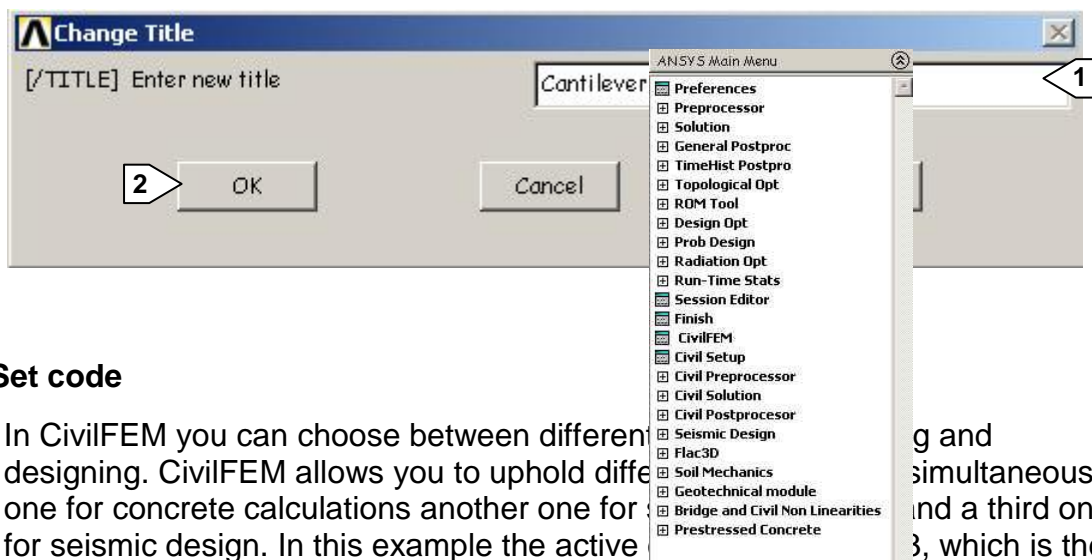 Change Title
[/TITLE] Enter new title
Cantilever
1
2
OK
Cancel
ANSYS Main Menu
Preferences
Preprocessor
Solution
General Postproc
TimeHist Postpro
Topological Opt
ROM Tool
Design Opt
Prob Design
Radiation Opt
Run-Time Stats
Session Editor
Finish
CivilFEM
Civil Setup
Civil Preprocessor
Civil Solution
Civil Postprocesor
Seismic Design
Flac3D
Soil Mechanics
Geotechnical module
Bridge and Civil Non Linearities
Prestressed Concrete
Set code
In CivilFEM you can choose between different g and
designing. CivilFEM allows you to uphold diffe simultaneous
one for concrete calculations another one for nd a third on
for seismic design. In this example the active 3, which is the